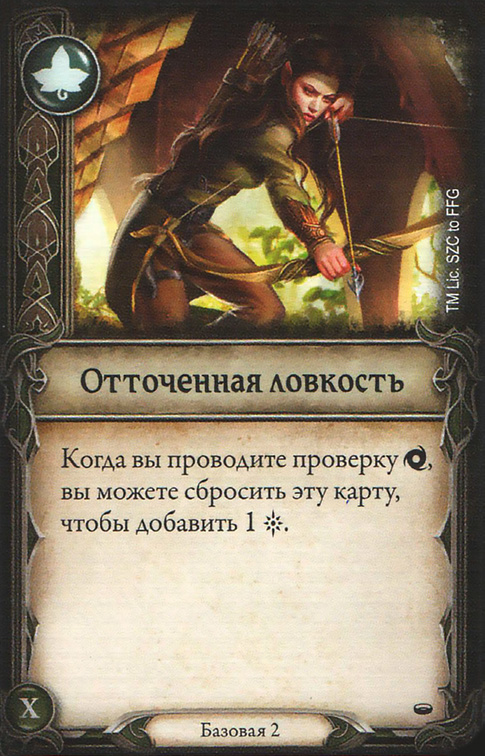 TM Lic. SZC to FFG
Отточенная ловкость
Когда вы проводите проверку ,
вы можете сбросить эту карту,
чтобы добавить 1 .
X
Базовая 2